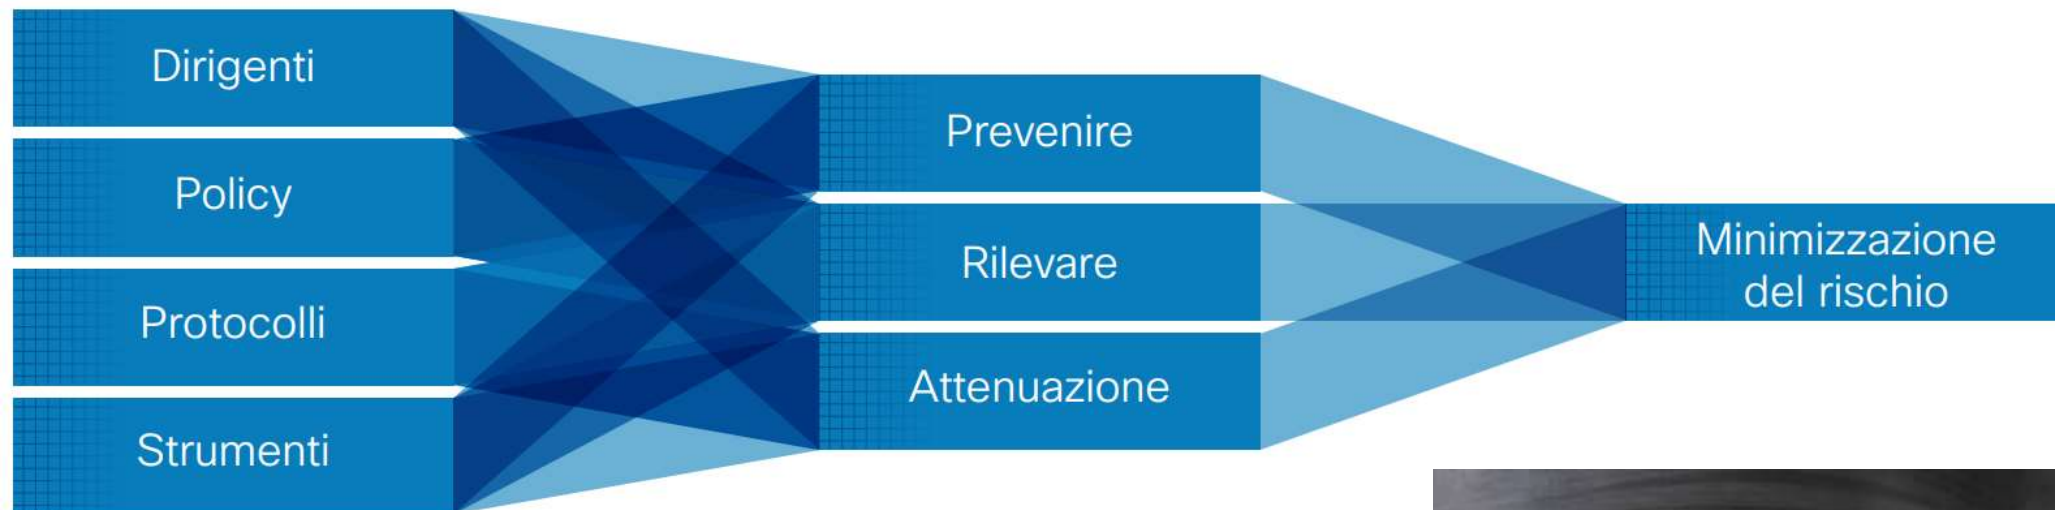 Dirigenti
Policy
Protocolli
Strumenti
Prevenire
Rilevare
Attenuazione
Minimizzazione
del rischio